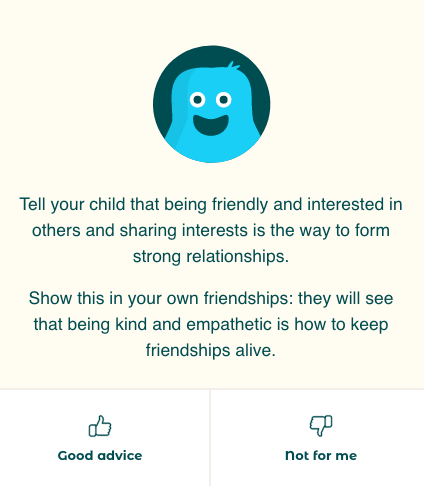 Tell your child that being friendly and interested in
others and sharing interests is the way to form
strong relationships.
Show this in your own friendships: they will see
that being kind and empathetic is how to keep
friendships alive.
Good advice
Not for me